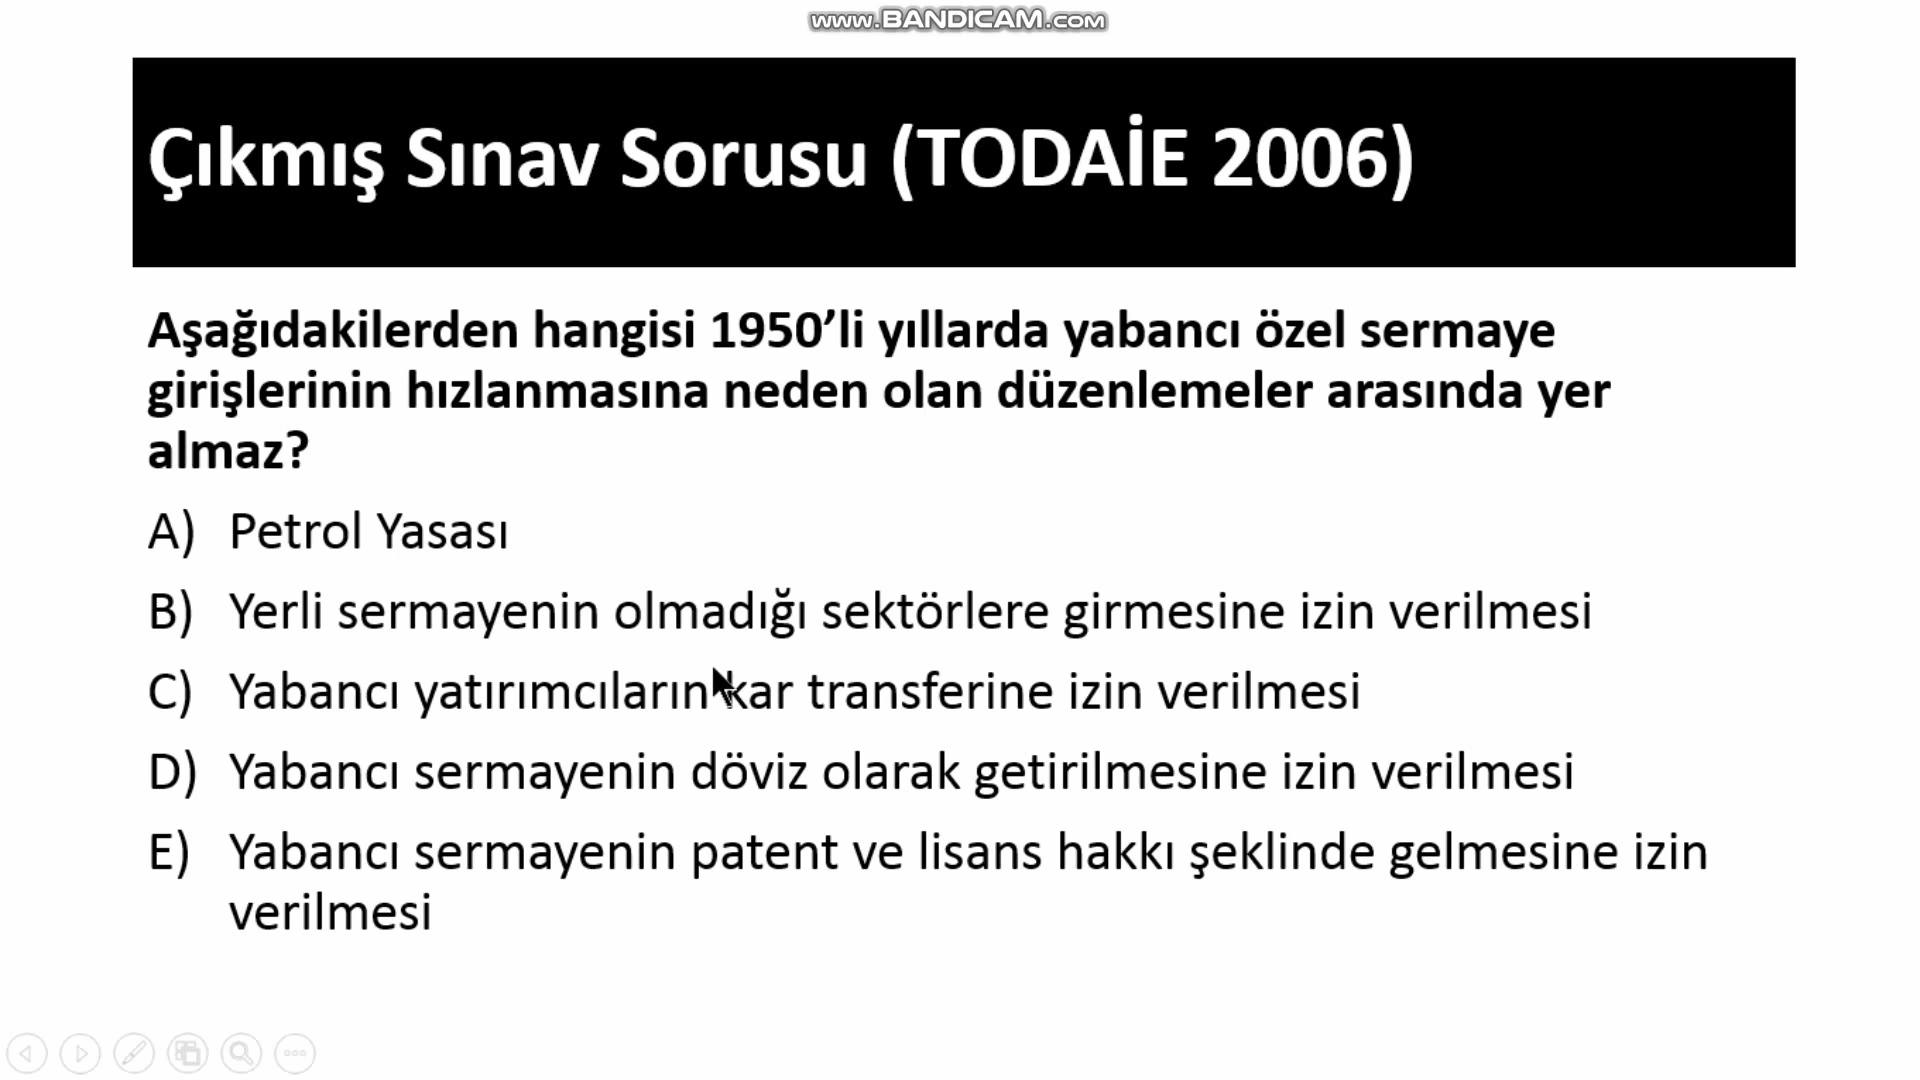 www.BANDICAM.com
Çıkmış Sınav Sorusu (TODAİE 2006)
Aşağıdakilerden hangisi 1950’li yıllarda yabancı özel sermaye
girişlerinin hızlanmasına neden olan düzenlemeler arasında yer
almaz?
A) Petrol Yasası
B) Yerli sermayenin olmadığı sektörlere girmesine izin verilmesi
C) Yabancı yatırımcıların kar transferine izin verilmesi
D) Yabancı sermayenin döviz olarak getirilmesine izin verilmesi
E) Yabancı sermayenin patent ve lisans hakkı şeklinde gelmesine izin
verilmesi